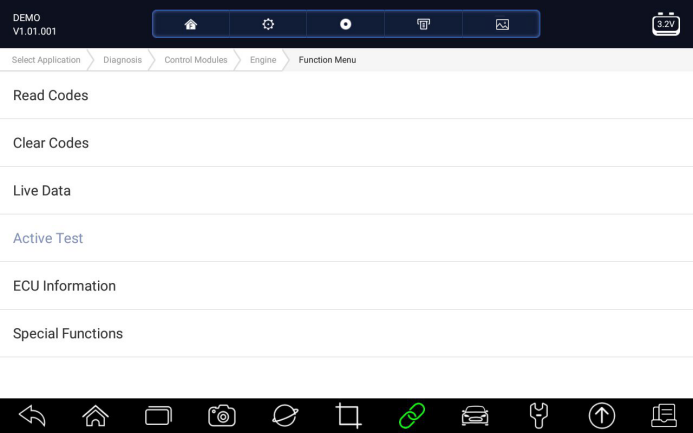 DEMO
V1.01.001
3.2V
Select Application Diagnosis Control Modules Engine Function Menu
Read Codes
Clear Codes
Live Data
Active Test
ECU Information
Special Functions